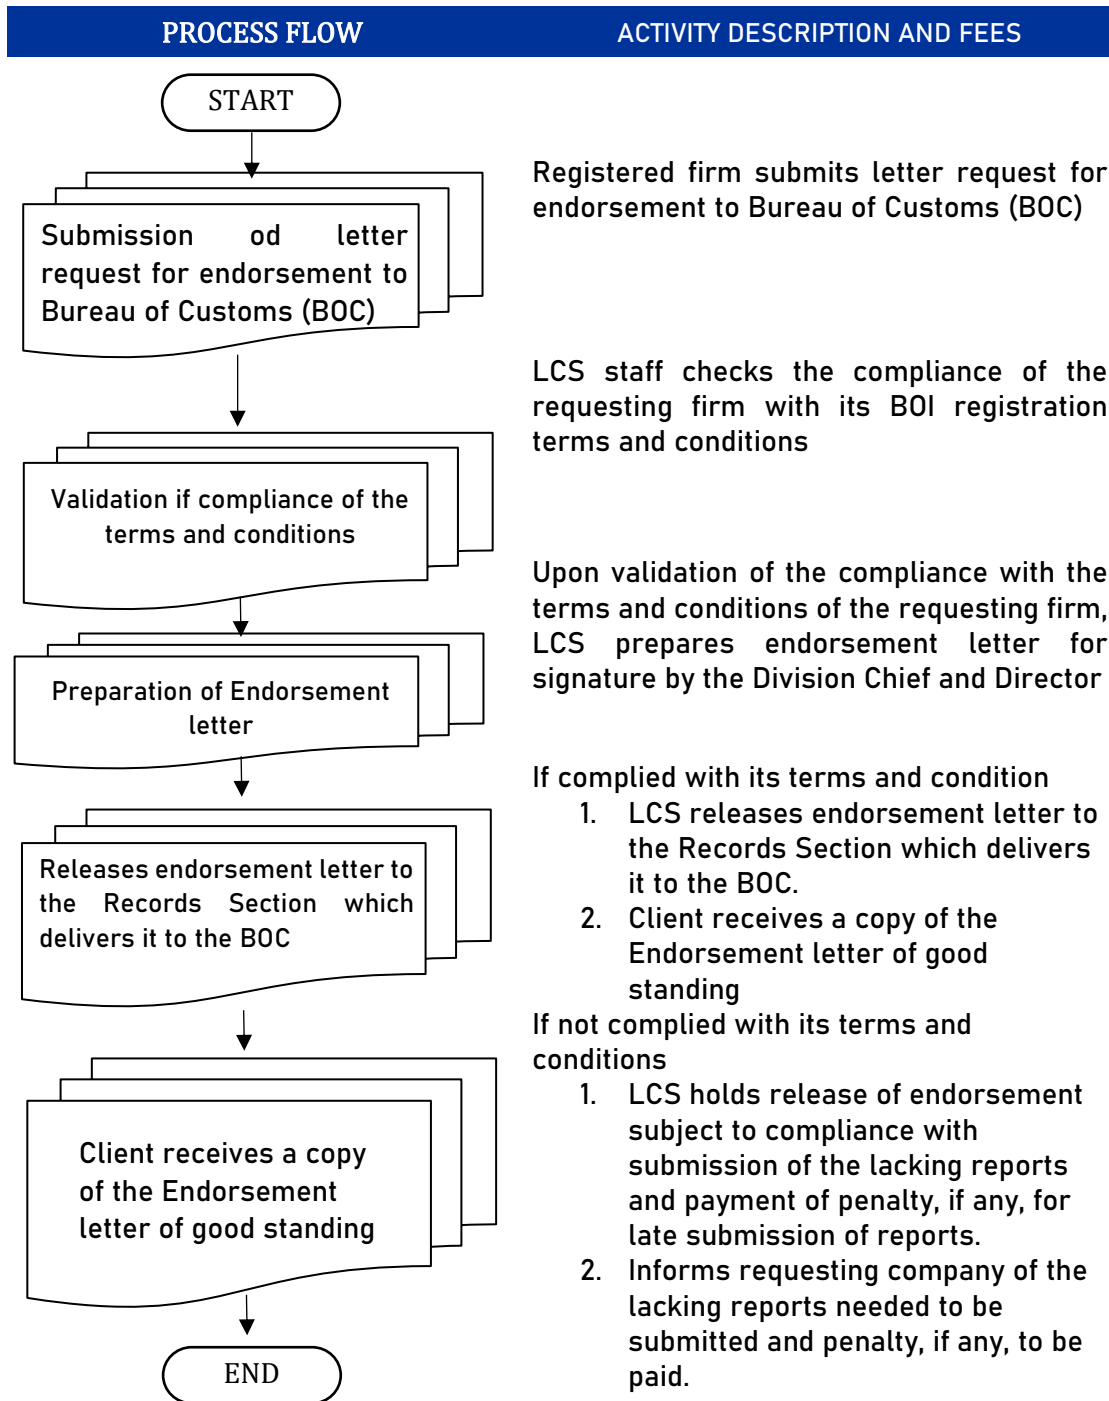 PROCESS FLOW
ACTIVITY DESCRIPTION AND FEES
START
Submission od letter
request for endorsement to
Bureau of Customs (BOC)
Validation if compliance of the
terms and conditions
Preparation of Endorsement
letter
Releases endorsement letter to
the Records Section which
delivers it to the BOC
Client receives a copy
of the Endorsement
letter of good standing
END
Registered firm submits letter request for
endorsement to Bureau of Customs (BOC)
LCS staff checks the compliance of the
requesting firm with its BOI registration
terms and conditions
Upon validation of the compliance with the
terms and conditions of the requesting firm,
LCS prepares endorsement letter for
signature by the Division Chief and Director
If complied with its terms and condition
1. LCS releases endorsement letter to
the Records Section which delivers
it to the BOC.
2. Client receives a copy of the
Endorsement letter of good
standing
If not complied with its terms and
conditions
1. LCS holds release of endorsement
subject to compliance with
submission of the lacking reports
and payment of penalty, if any, for
late submission of reports.
2. Informs requesting company of the
lacking reports needed to be
submitted and penalty, if any, to be
paid.